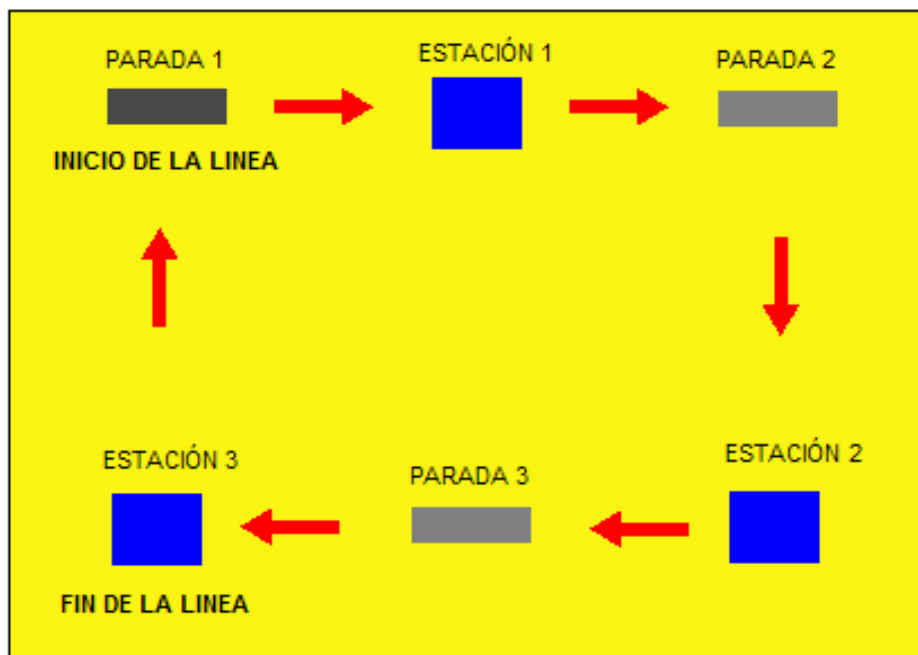 PARADA 1
ESTACIÓN 1
PARADA 2
INICIO DE LA LINEA
ESTACIÓN 3
PARADA 3
ESTACIÓN 2
FIN DE LA LINEA